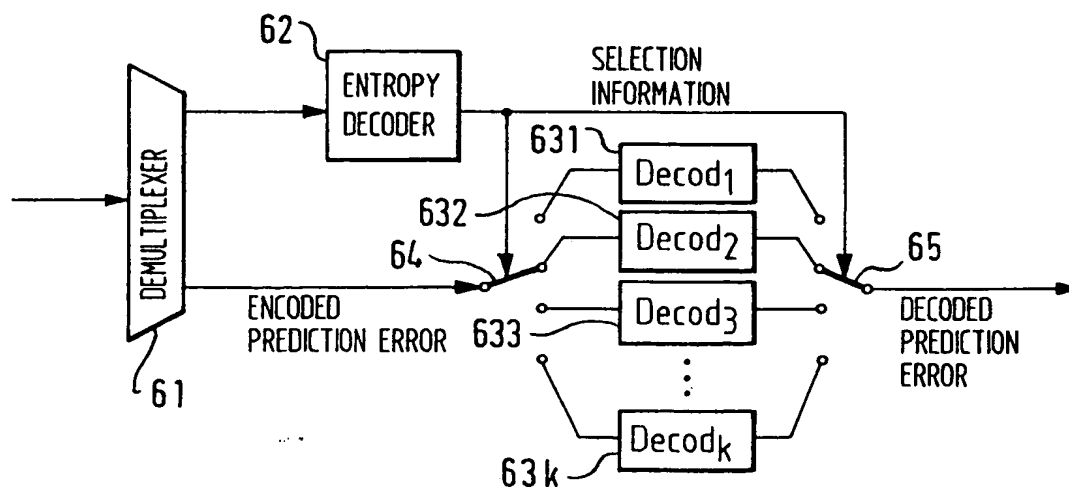 62
ENTROPY
DECODER
SELECTION
INFORMATION
631
Decod1
632
Decod2
64
65
DEMULTIPLEXER
ENCODED
PREDICTION ERROR
633
Decod3
DECODED
PREDICTION
ERROR
61
Decodk
63k